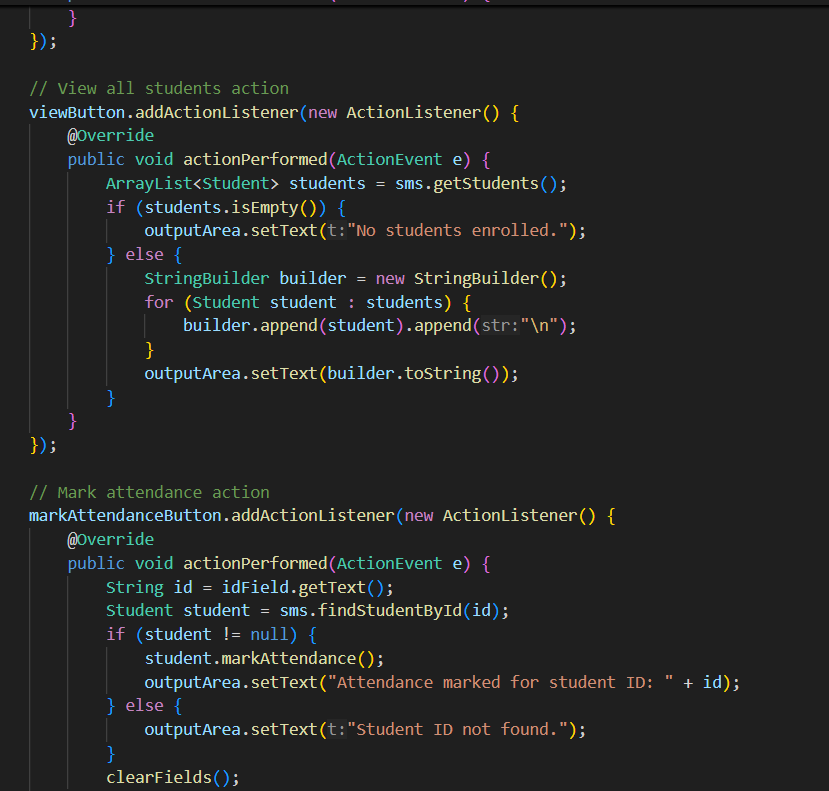 }
});
// View all students action
viewButton.addActionListener(new ActionListener() {
@Override
public void actionPerformed(ActionEvent e) {
ArrayList<Student> students = sms.getStudents();
if (students.isEmpty()) {
outputArea.setText(t:"No students enrolled.");
} else {
StringBuilder builder = new StringBuilder();
for (Student student : students) {
builder.append(student).append(str:"\n");
}
outputArea.setText(builder.toString());
}
}
});
// Mark attendance action
markAttendanceButton.addActionListener(new ActionListener() {
@Override
public void actionPerformed(ActionEvent e) {
String id = idField.getText();
Student student = sms.findStudentById(id);
if (student != null) {
student.markAttendance();
outputArea.setText("Attendance marked for student ID: " + id);
} else {
outputArea.setText(t:"Student ID not found.");
}
clearFields();